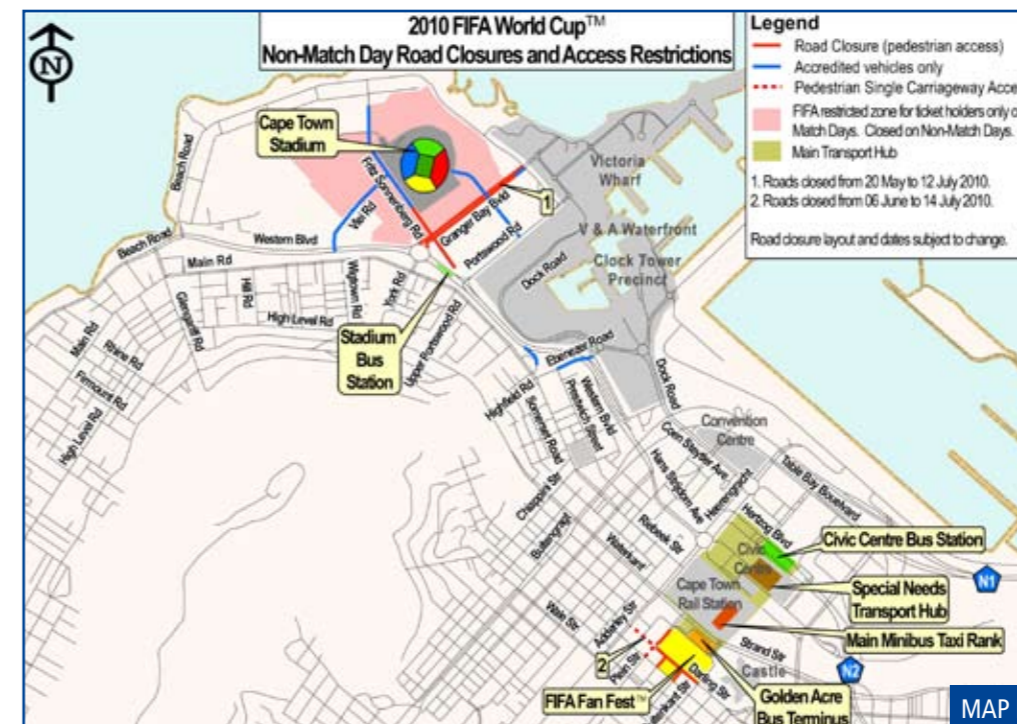 2010 FIFA World Cup™
Non-Match Day Road Closures and Access Restrictions
N
Legend
Road Closure (pedestrian access)
Accredited vehicles only
Pedestrian Single Carriageway Acce
FIFA restricted zone for ticket holders only o
Match Days. Closed on Non-Match Days.
Main Transport Hub
1. Roads closed from 20 May to 12 July 2010.
2. Roads closed from 06 June to 14 July 2010.
Road closure layout and dates subject to change.
Cape Town
Stadium
Beach Road
Beach Road
Fritz Sonnenberg Rd
Vlei Rd
Granger Bay Blvd
1
Portswood Rd
Victoria
Wharf
V & A Waterfront
Clock Tower
Precinct
Dock Road
Western Blvd
Main Rd
Hill Rd
High Level Rd
Glengariff Rd
Wigtown Rd
York Rd
Upper Portswood Rd
Stadium
Bus
Station
Main Rd
Rhine Rd
Firmount Rd
High Level Rd
Ebenezer Road
Highfield Rd
Somerset Road
Prestwich Street
Western Blvd
Dock Road
Convention
Centre
Coen Steytler Ave
Hans Strijdom Ave
Heerengracht
Table Bay Bouelvard
Hertzog Blvd
Chiappini Str
Buitengragt
Riebeek Str
Waterkant
Wale Str
Adderley Str
Plein Str
2
Civic
Centre
Civic Centre Bus Station
Cape Town
Rail Station
Special Needs
Transport Hub
Main Minibus Taxi Rank
N1
N2
Strand Str
Castle
Darling Str
FIFA Fan Fest™
Golden Acre
Bus Terminus
MAP